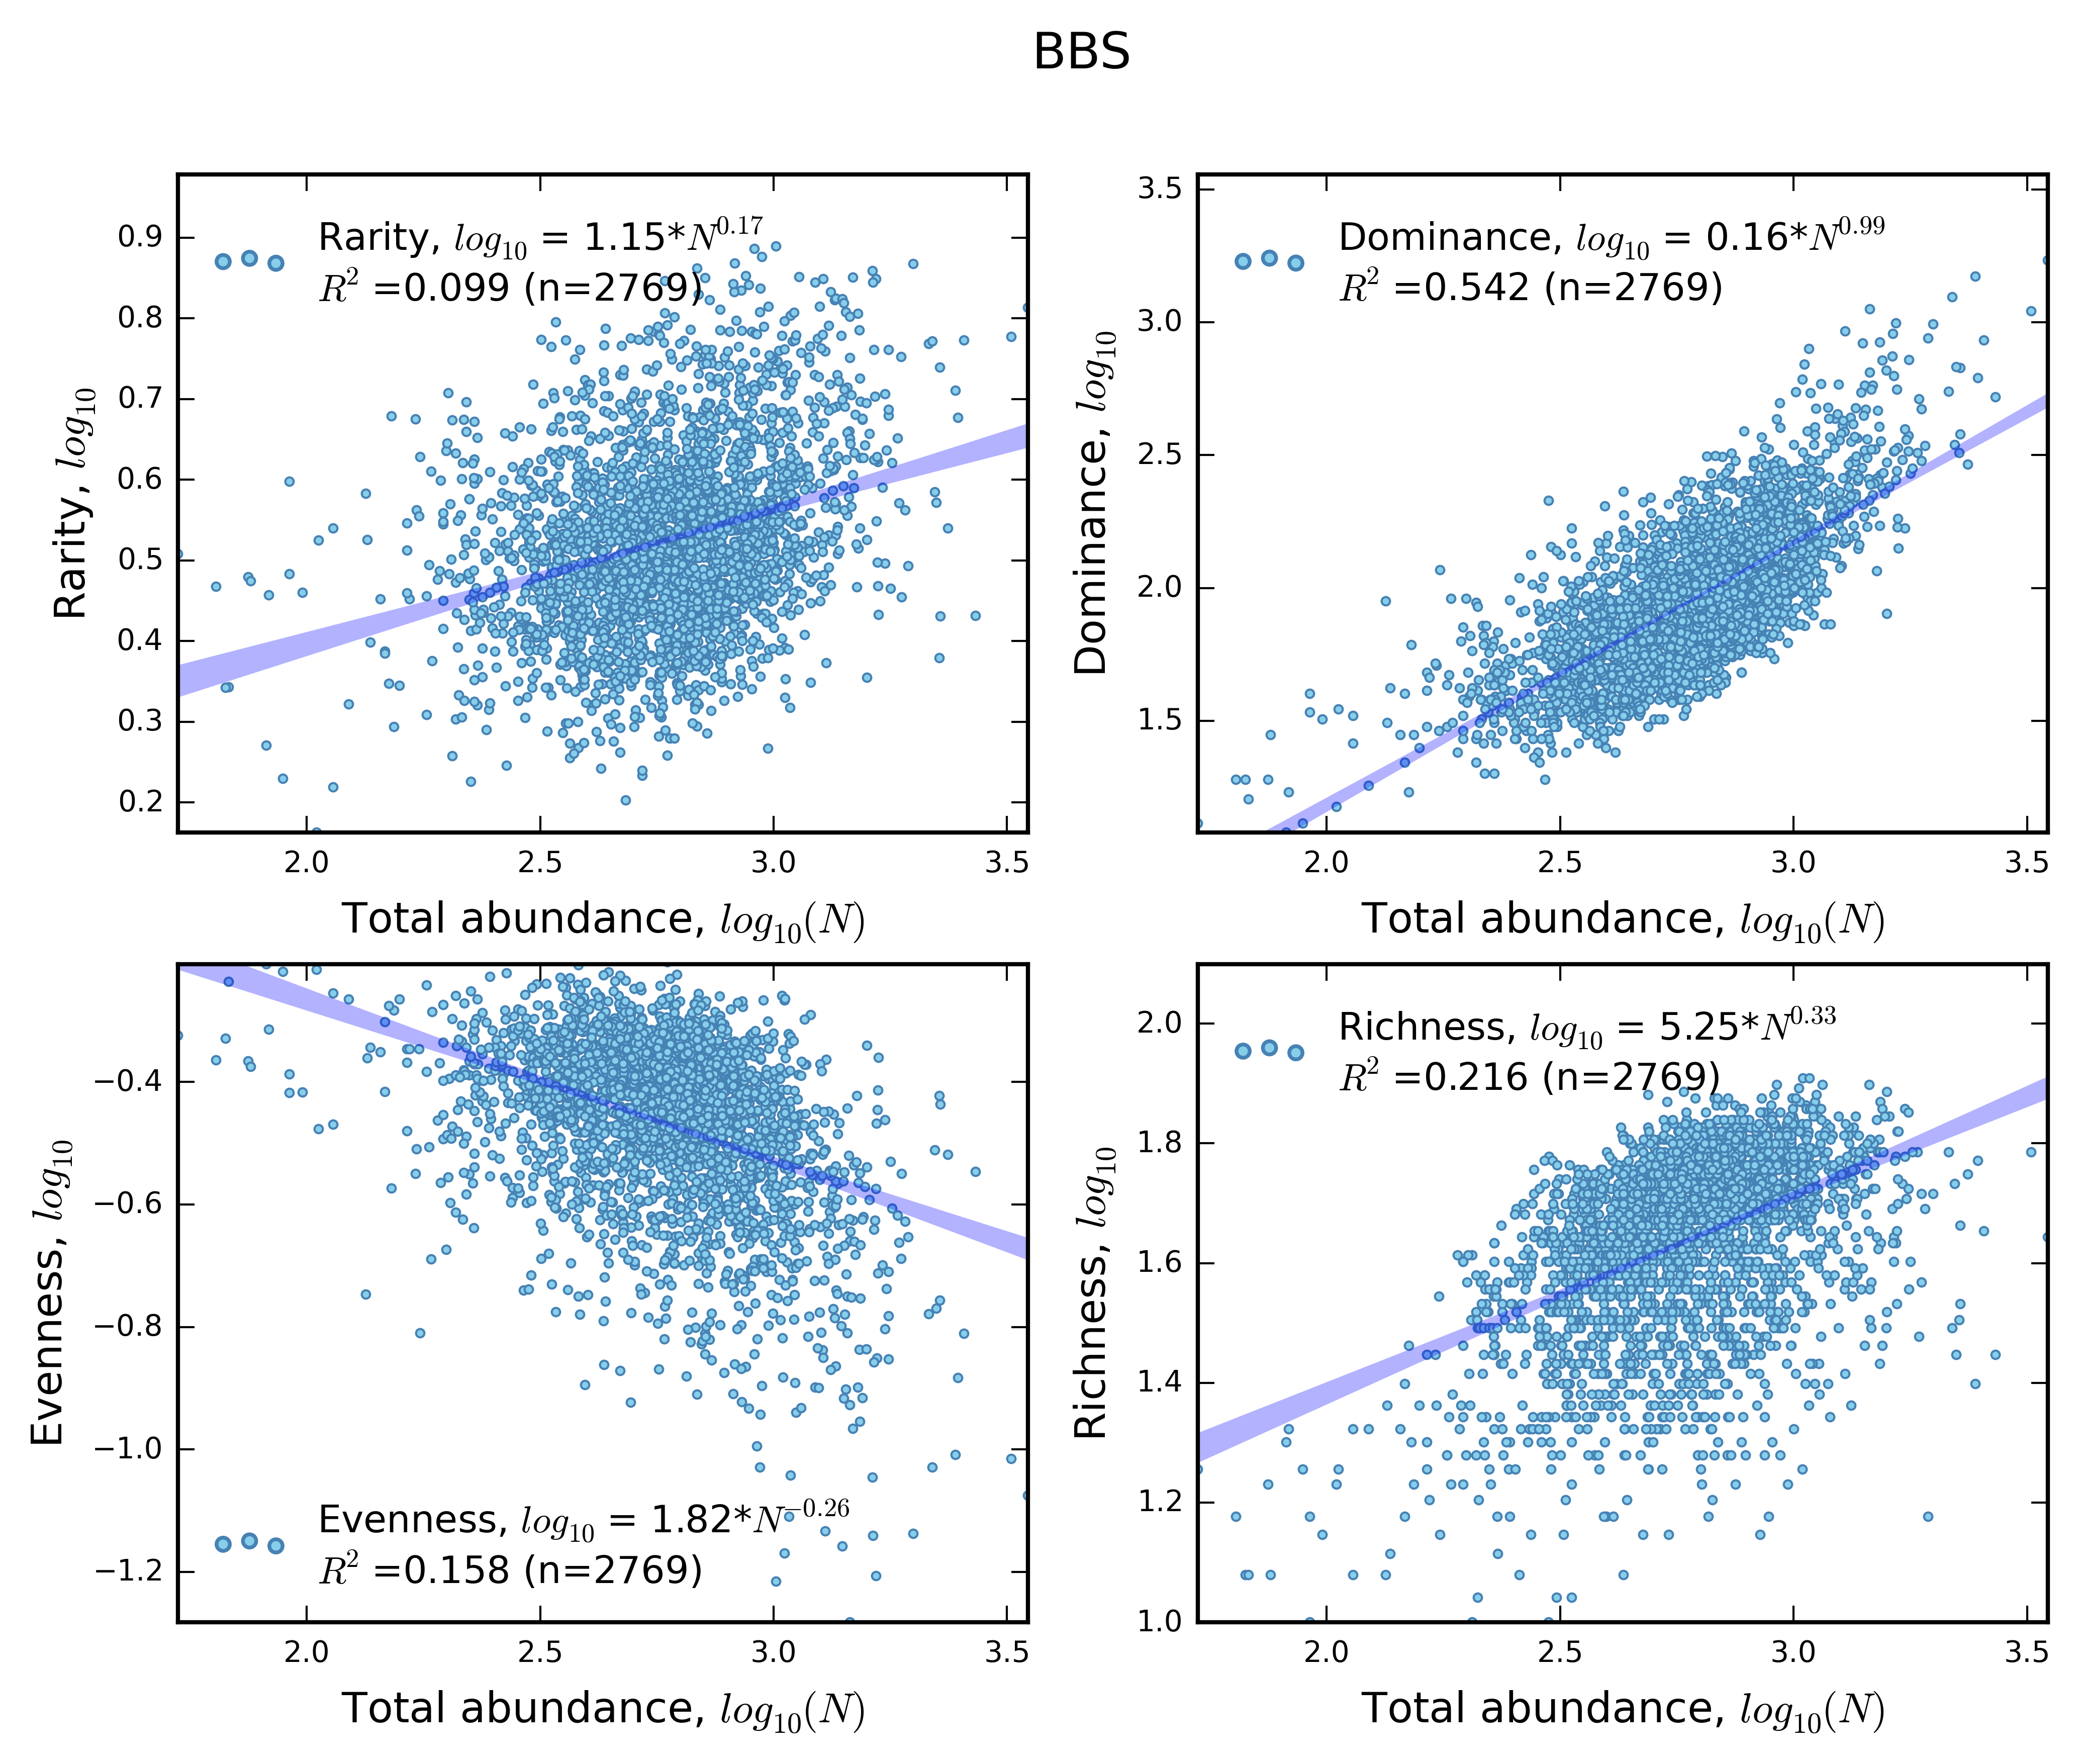 BBS
0.9
0.8
0.7
0.6
0.5
0.4
0.3
0.2
Rarity, log10
Rarity, log10 = 1.15*N^0.17
R^2 =0.099 (n=2769)
2.0 2.5 3.0 3.5
Total abundance, log10(N)
3.5
3.0
2.5
2.0
1.5
Dominance, log10
Dominance, log10 = 0.16*N^0.99
R^2 =0.542 (n=2769)
2.0 2.5 3.0 3.5
Total abundance, log10(N)
−0.4
−0.6
−0.8
−1.0
−1.2
Evenness, log10
Evenness, log10 = 1.82*N^−0.26
R^2 =0.158 (n=2769)
2.0 2.5 3.0 3.5
Total abundance, log10(N)
2.0
1.8
1.6
1.4
1.2
1.0
Richness, log10
Richness, log10 = 5.25*N^0.33
R^2 =0.216 (n=2769)
2.0 2.5 3.0 3.5
Total abundance, log10(N)